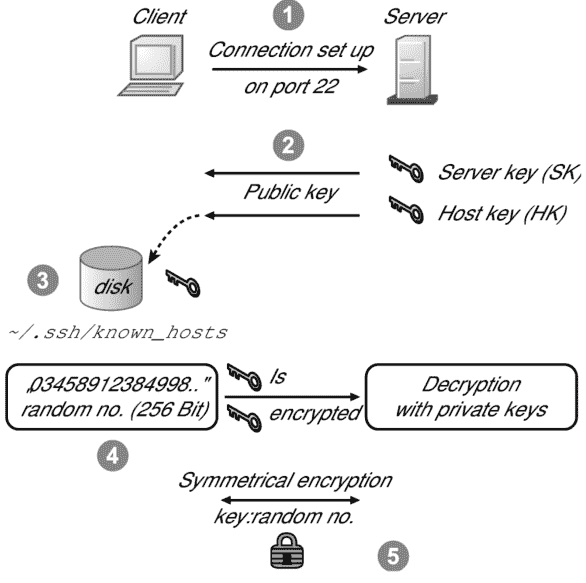 Client
1
Server
Connection set up
on port 22
2
Server key (SK)
Public key
Host key (HK)
3
disk
~/.ssh/known_hosts
„03458912384998.."
random no. (256 Bit)
Is
encrypted
Decryption
with private keys
4
Symmetrical encryption
key:random no.
5